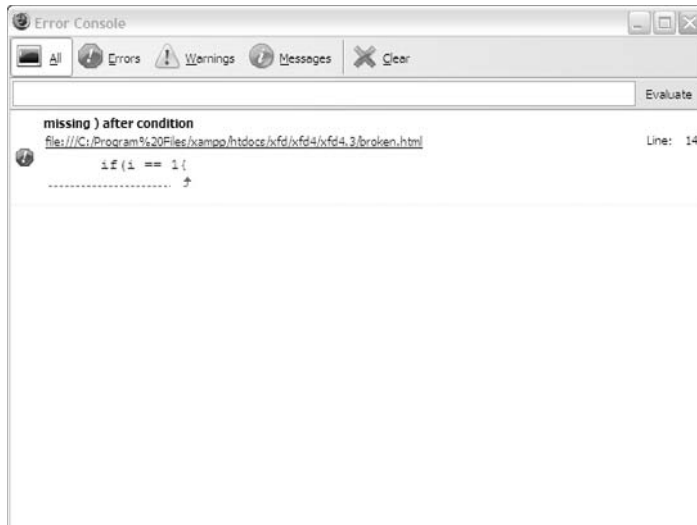 Error Console
All Errors Warnings Messages Clear
Evaluate
missing ) after condition
file:///C:/Program%20Files/xampp/htdocs/xfd/xfd4/xfd4.3/broken.html Line: 14
if(i == 1{